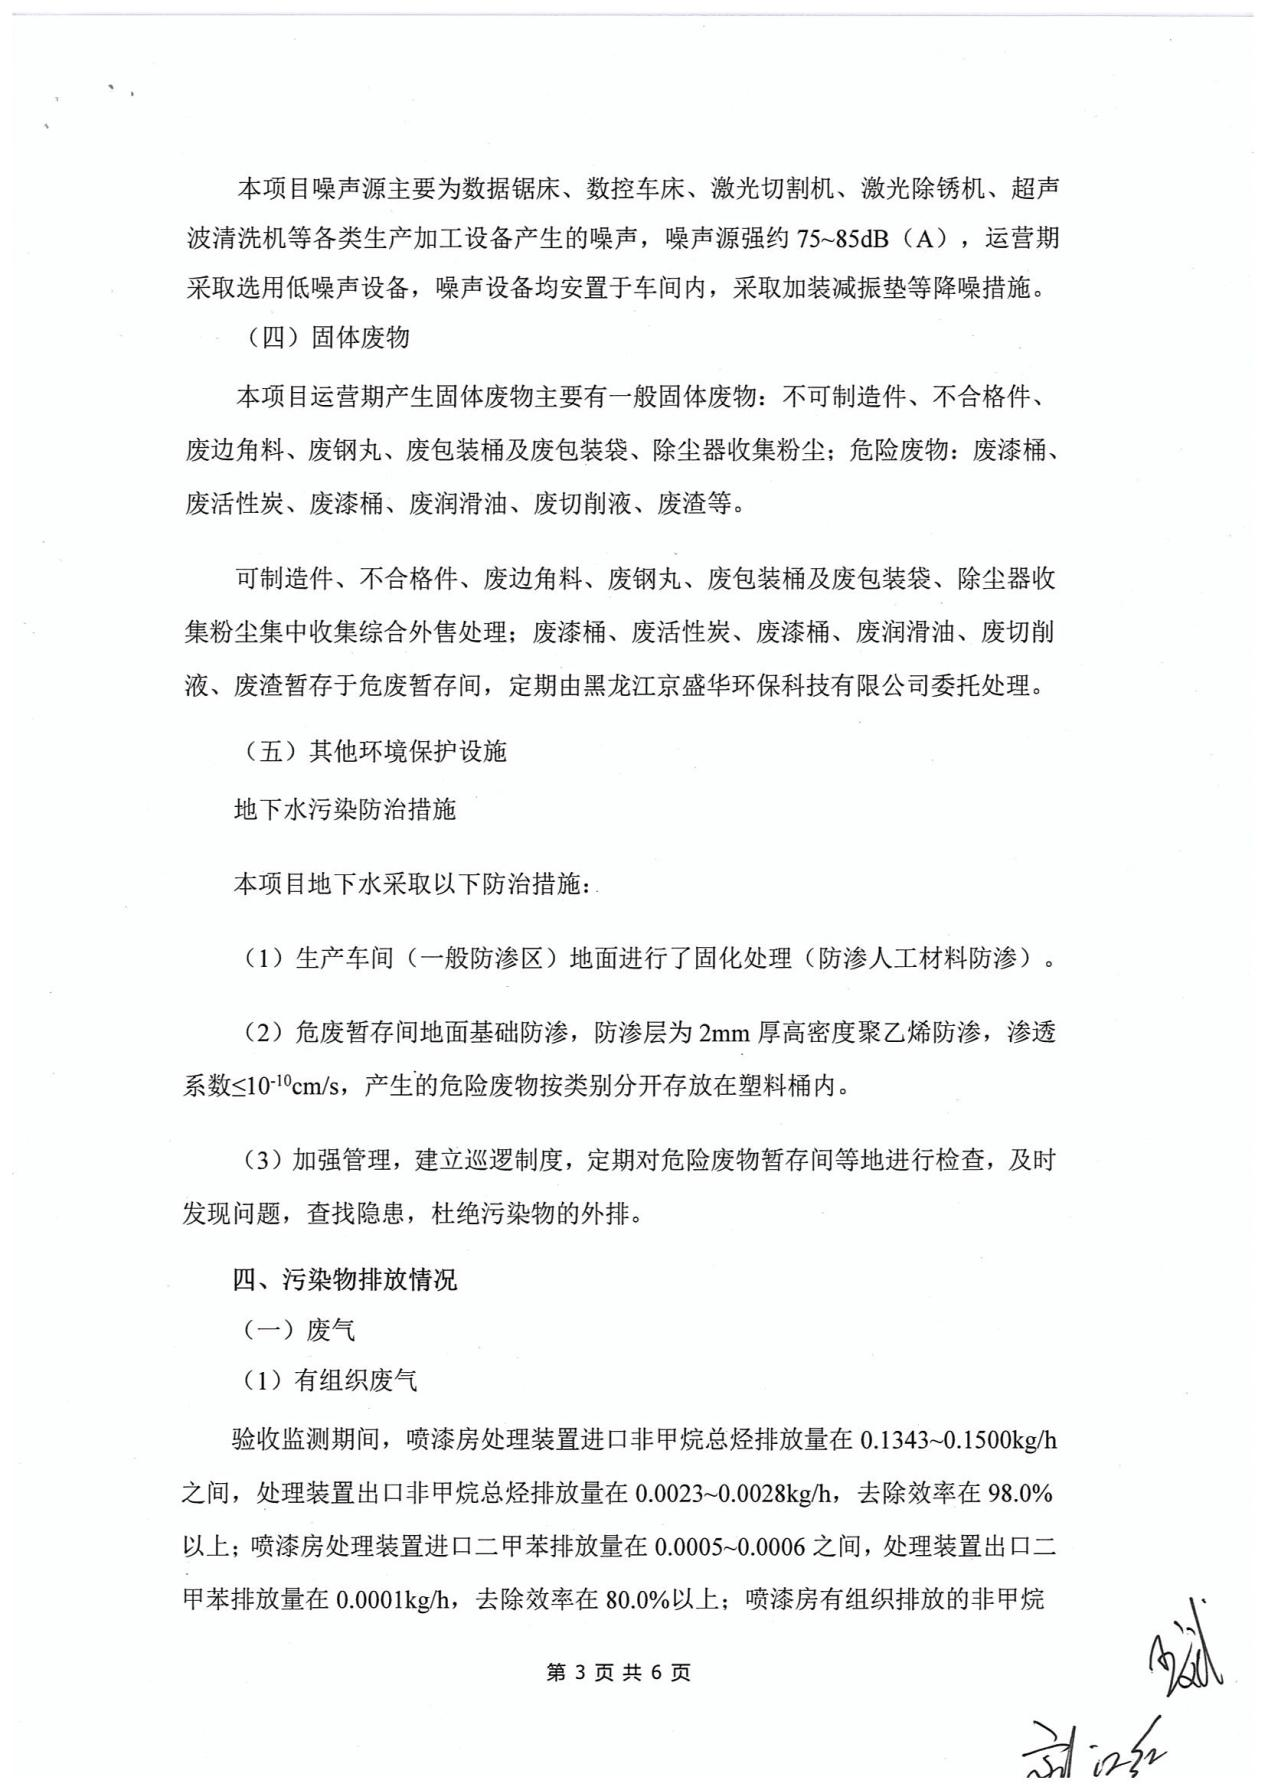 本项目噪声源主要为数据锯床、数控车床、激光切割机、激光除锈机、超声
波清洗机等各类生产加工设备产生的噪声，噪声源强约 75~85dB（A），运营期
采取选用低噪声设备，噪声设备均安置于车间内，采取加装减振垫等降噪措施。
（四）固体废物
本项目运营期产生固体废物主要有一般固体废物：不可制造件、不合格件、
废边角料、废钢丸、废包装桶及废包装袋、除尘器收集粉尘；危险废物：废漆桶、
废活性炭、废漆桶、废润滑油、废切削液、废渣等。
可制造件、不合格件、废边角料、废钢丸、废包装桶及废包装袋、除尘器收
集粉尘集中收集综合外售处理；废漆桶、废活性炭、废漆桶、废润滑油、废切削
液、废渣暂存于危废暂存间，定期由黑龙江京盛华环保科技有限公司委托处理。
（五）其他环境保护设施
地下水污染防治措施
本项目地下水采取以下防治措施：
（1）生产车间（一般防渗区）地面进行了固化处理（防渗人工材料防渗）。
（2）危废暂存间地面基础防渗，防渗层为 2mm 厚高密度聚乙烯防渗，渗透
系数≤10⁻¹⁰cm/s，产生的危险废物按类别分开存放在塑料桶内。
（3）加强管理，建立巡逻制度，定期对危险废物暂存间等地进行检查，及时
发现问题，查找隐患，杜绝污染物的外排。
四、污染物排放情况
（一）废气
（1）有组织废气
验收监测期间，喷漆房处理装置进口非甲烷总烃排放量在 0.1343~0.1500kg/h
之间，处理装置出口非甲烷总烃排放量在 0.0023~0.0028kg/h，去除效率在 98.0%
以上；喷漆房处理装置进口二甲苯排放量在 0.0005~0.0006 之间，处理装置出口二
甲苯排放量在 0.0001kg/h，去除效率在 80.0%以上；喷漆房有组织排放的非甲烷
第 3 页 共 6 页